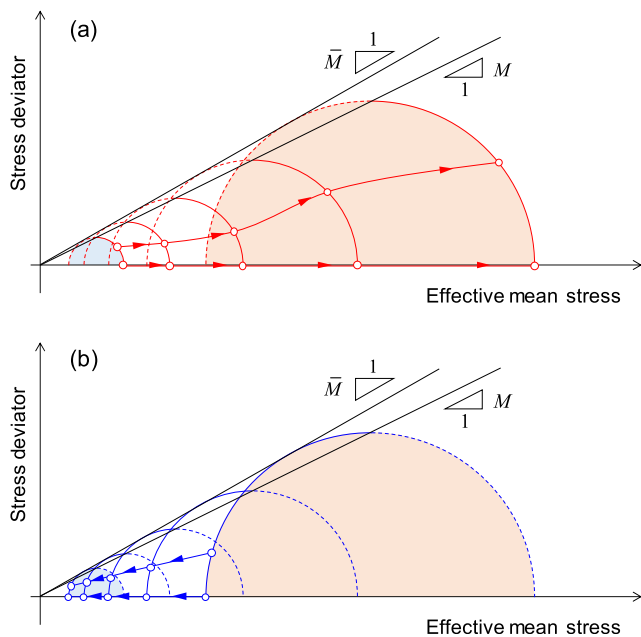 (a)
Stress deviator
M̅
1
M
1
Effective mean stress
(b)
Stress deviator
M̅
1
M
1
Effective mean stress